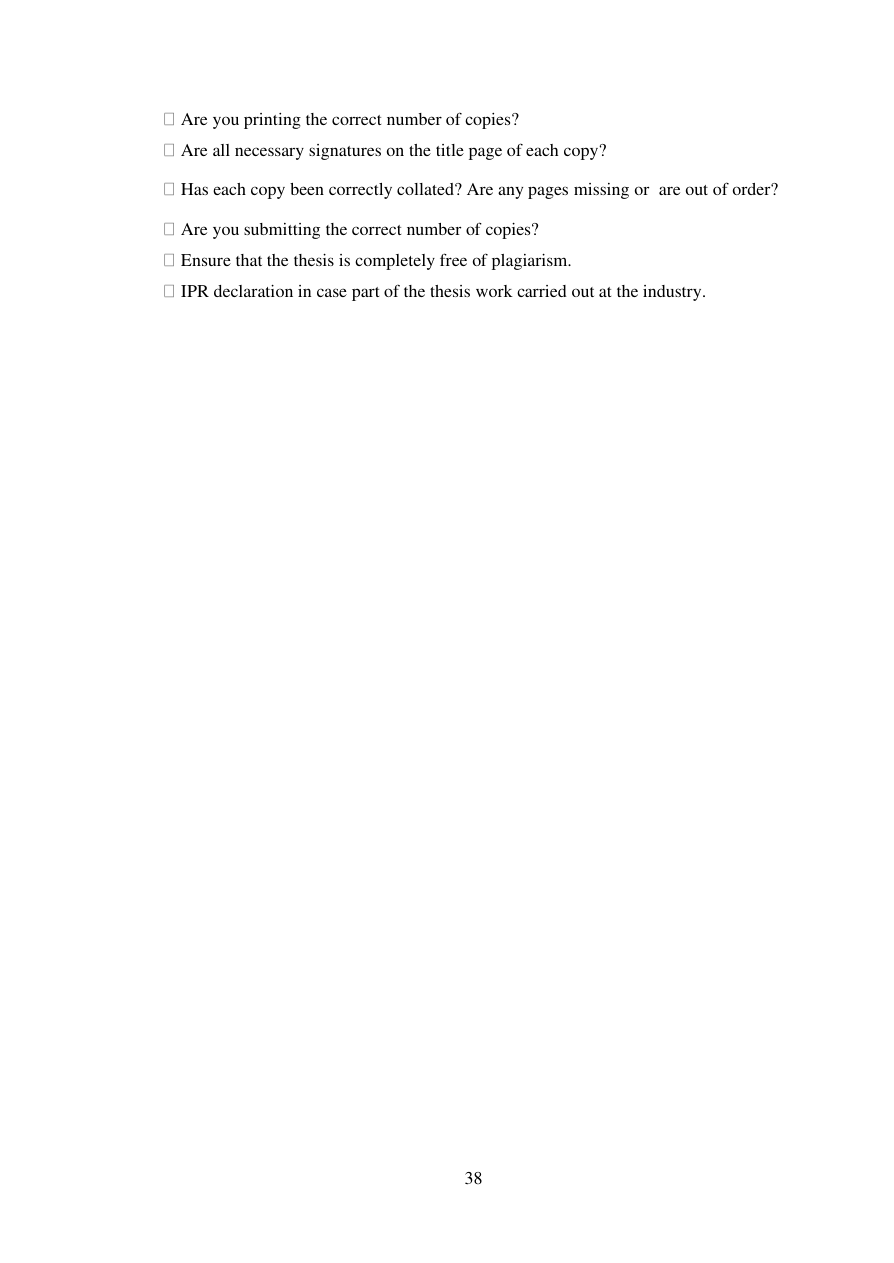 □ Are you printing the correct number of copies?
□ Are all necessary signatures on the title page of each copy?
□ Has each copy been correctly collated? Are any pages missing or  are out of order?
□ Are you submitting the correct number of copies?
□ Ensure that the thesis is completely free of plagiarism.
□ IPR declaration in case part of the thesis work carried out at the industry.
38